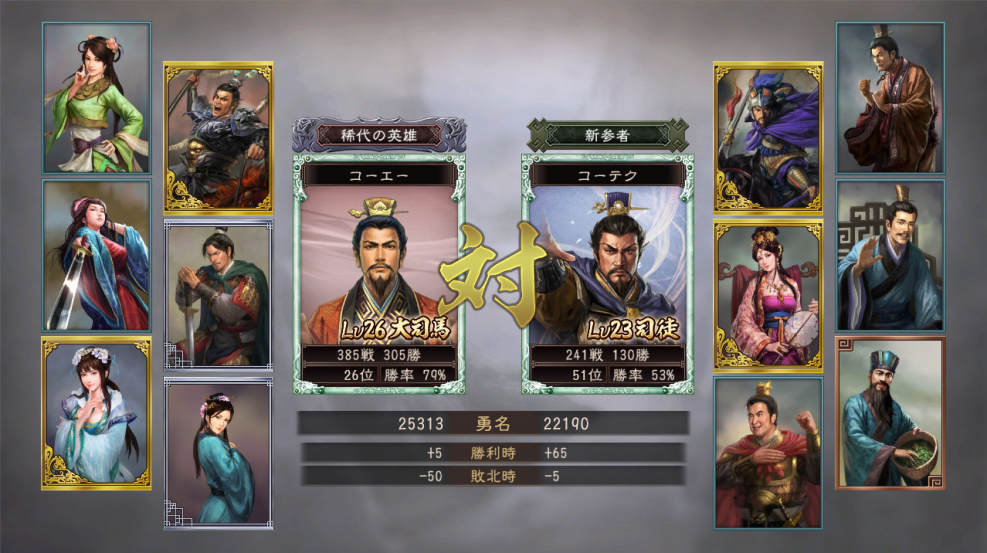 稀代の英雄
コーエー
Lv26 大司馬
385戦 305勝
26位 勝率 79%
対
新参者
コーテク
Lv23 司徒
241戦 130勝
51位 勝率 53%
25313 勇名 22190
+5 勝利時 +65
-50 敗北時 -5